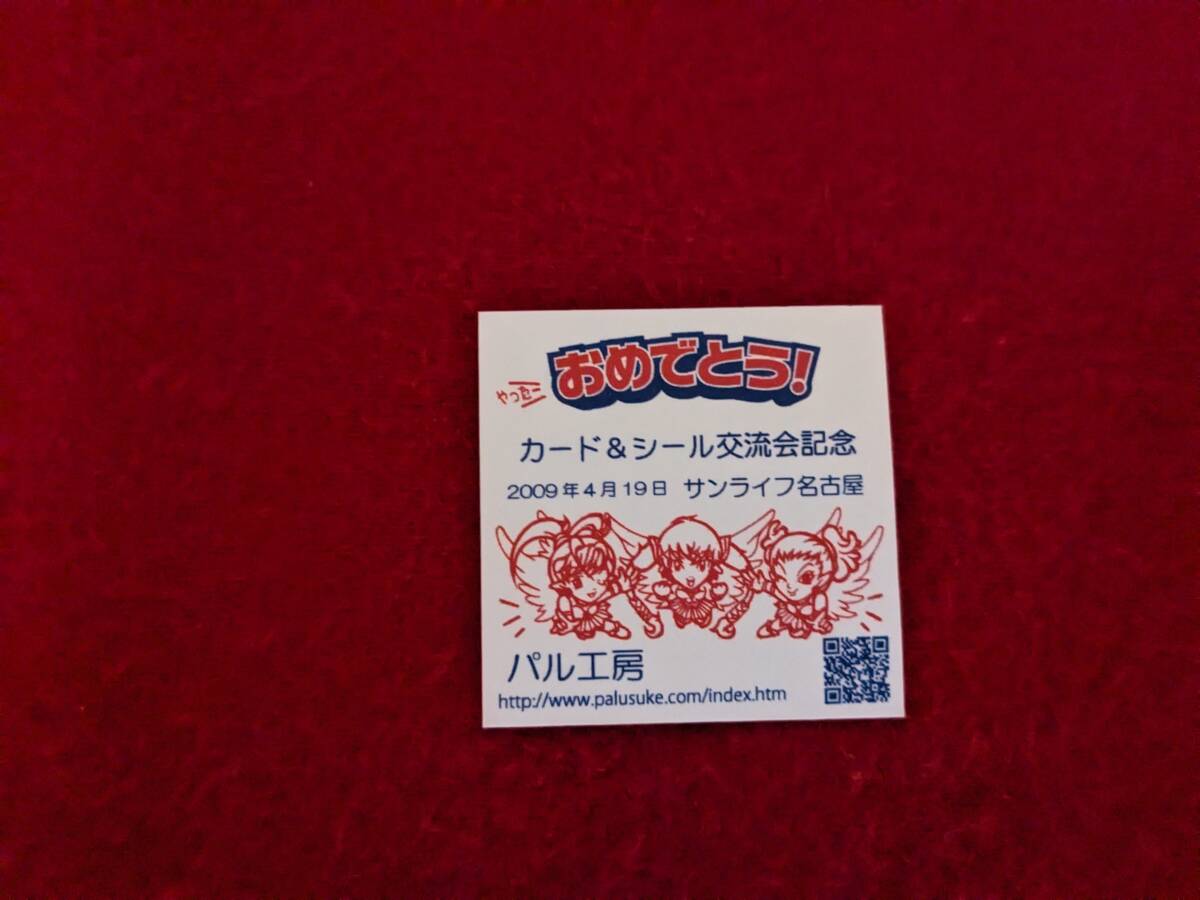 おめでとう!
やったー
カード&シール交流会記念
2009年4月19日 サンライフ名古屋
パル工房
http://www.palusuke.com/index.htm